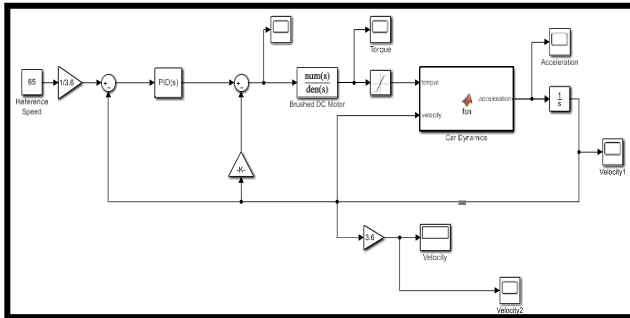 65
Reference
Speed
1/3.6
+
-
PID(s)
+
-
-K-
num(s)
den(s)
Brushed DC Motor
Torque
torque
velocity
fcn
acceleration
Car Dynamics
Acceleration
1
s
Velocity1
3.6
Velocity
Velocity2